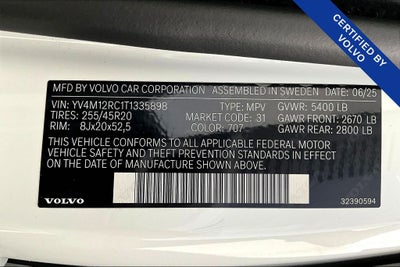 CERTIFIED BY
VOLVO
MFD. BY VOLVO CAR CORPORATION ASSEMBLED IN SWEDEN DATE: 06/25
VIN: YV4M12RC1T1335898 TYPE: MPV GVWR: 5400 LB
TIRES: 255/45R20 MARKET CODE: 31 GAWR FRONT: 2670 LB
RIM: 8Jx20x52,5 COLOR: 707 GAWR REAR: 2800 LB
THIS VEHICLE CONFORMS TO ALL APPLICABLE FEDERAL MOTOR
VEHICLE SAFETY AND THEFT PREVENTION STANDARDS IN EFFECT
ON THE DATE OF MANUFACTURE SHOWN ABOVE.
VOLVO 32390594